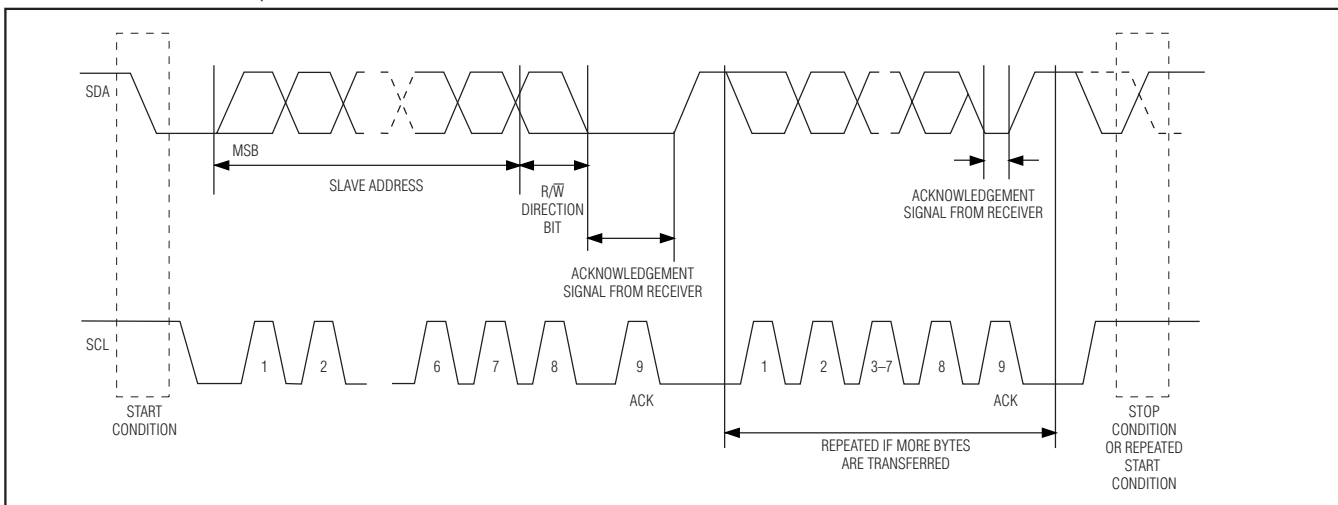 SDA
MSB
SLAVE ADDRESS
R/W̅
DIRECTION
BIT
ACKNOWLEDGEMENT
SIGNAL FROM RECEIVER
ACKNOWLEDGEMENT
SIGNAL FROM RECEIVER
SCL
1 2 6 7 8 9 1 2 3–7 8 9
ACK ACK
START
CONDITION
REPEATED IF MORE BYTES
ARE TRANSFERRED
STOP
CONDITION
OR REPEATED
START
CONDITION